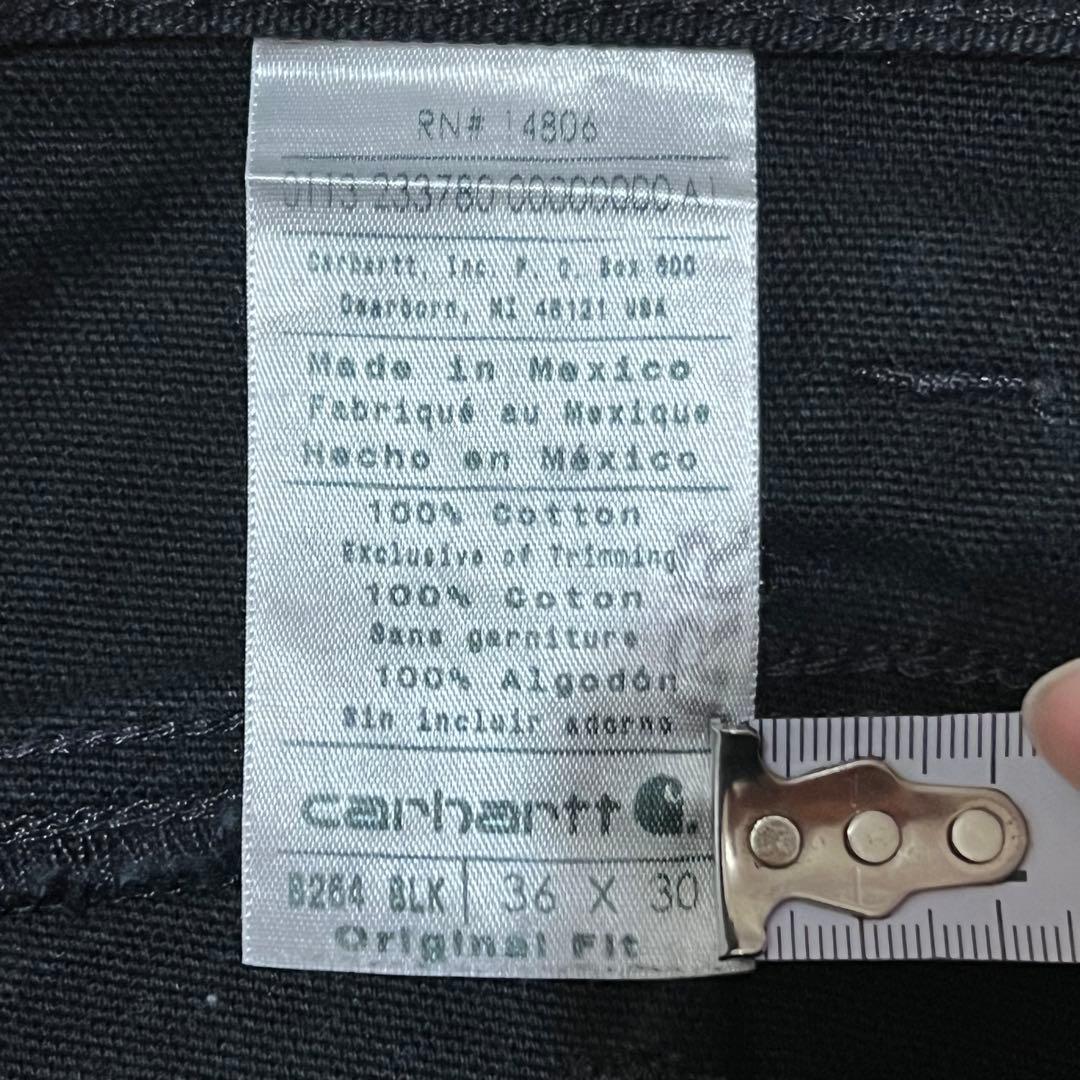 RN# 14806
0113 233780 00000000 A1
Carhartt, Inc. P. O. Box 600
Dearborn, MI 48121 USA
Made in Mexico
Fabriqué au Mexique
Hecho en México
100% Cotton
Exclusive of Trimming
100% Coton
Sans garniture
100% Algodón
Sin incluir adorno
carhartt
B264 BLK 36 X 30
Original Fit